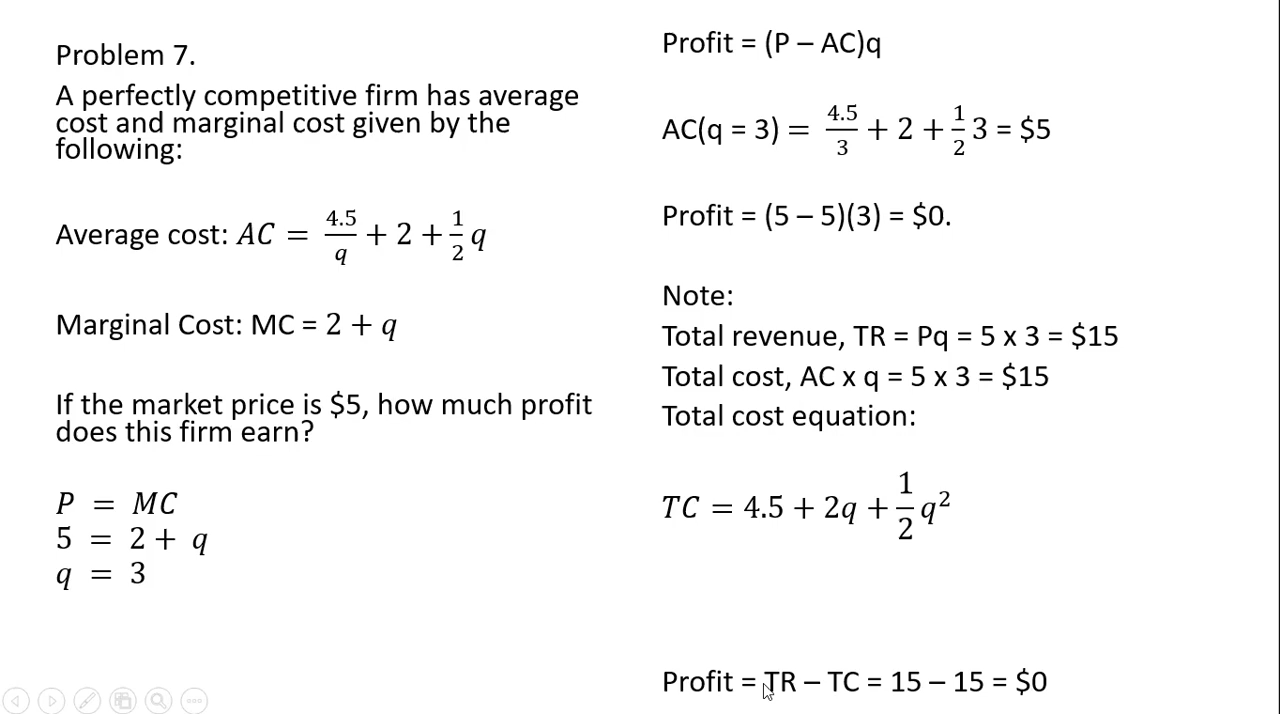 Problem 7.
A perfectly competitive firm has average
cost and marginal cost given by the
following:
Average cost: AC = 4.5/q + 2 + 1/2 q
Marginal Cost: MC = 2 + q
If the market price is $5, how much profit
does this firm earn?
P = MC
5 = 2 + q
q = 3
Profit = (P – AC)q
AC(q = 3) = 4.5/3 + 2 + 1/2 3 = $5
Profit = (5 – 5)(3) = $0.
Note:
Total revenue, TR = Pq = 5 x 3 = $15
Total cost, AC x q = 5 x 3 = $15
Total cost equation:
TC = 4.5 + 2q + 1/2 q²
Profit = TR – TC = 15 – 15 = $0